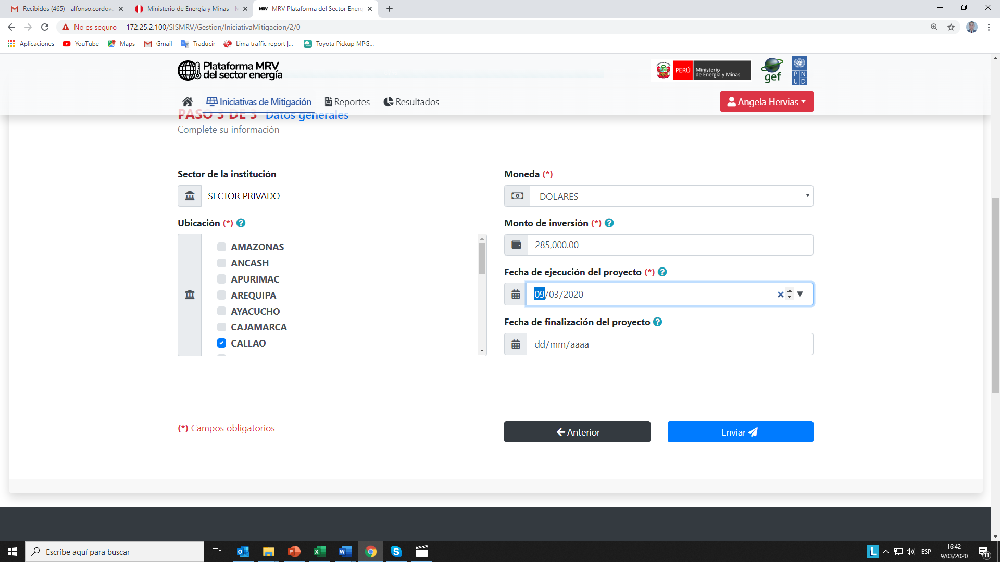 Recibidos (465) - alfonso.cordova
Ministerio de Energía y Minas - M
MRV MRV Plataforma del Sector Energ
No es seguro
172.25.2.100/SISMRV/Gestion/IniciativaMitigacion/2/0
Aplicaciones
YouTube
Maps
Gmail
Traducir
Lima traffic report |...
Toyota Pickup MPG...
Plataforma MRV
del sector energía
PERÚ
Ministerio
de Energía y Minas
gef
P N
U D
Iniciativas de Mitigación
Reportes
Resultados
Angela Hervias
PASO 3 DE 3
Datos generales
Complete su información
Sector de la institución
SECTOR PRIVADO
Ubicación (*)
AMAZONAS
ANCASH
APURIMAC
AREQUIPA
AYACUCHO
CAJAMARCA
CALLAO
Moneda (*)
DOLARES
Monto de inversión (*)
285,000.00
Fecha de ejecución del proyecto (*)
09/03/2020
Fecha de finalización del proyecto
dd/mm/aaaa
(*) Campos obligatorios
Anterior
Enviar
Escribe aquí para buscar
L
ESP
16:42
9/03/2020
11